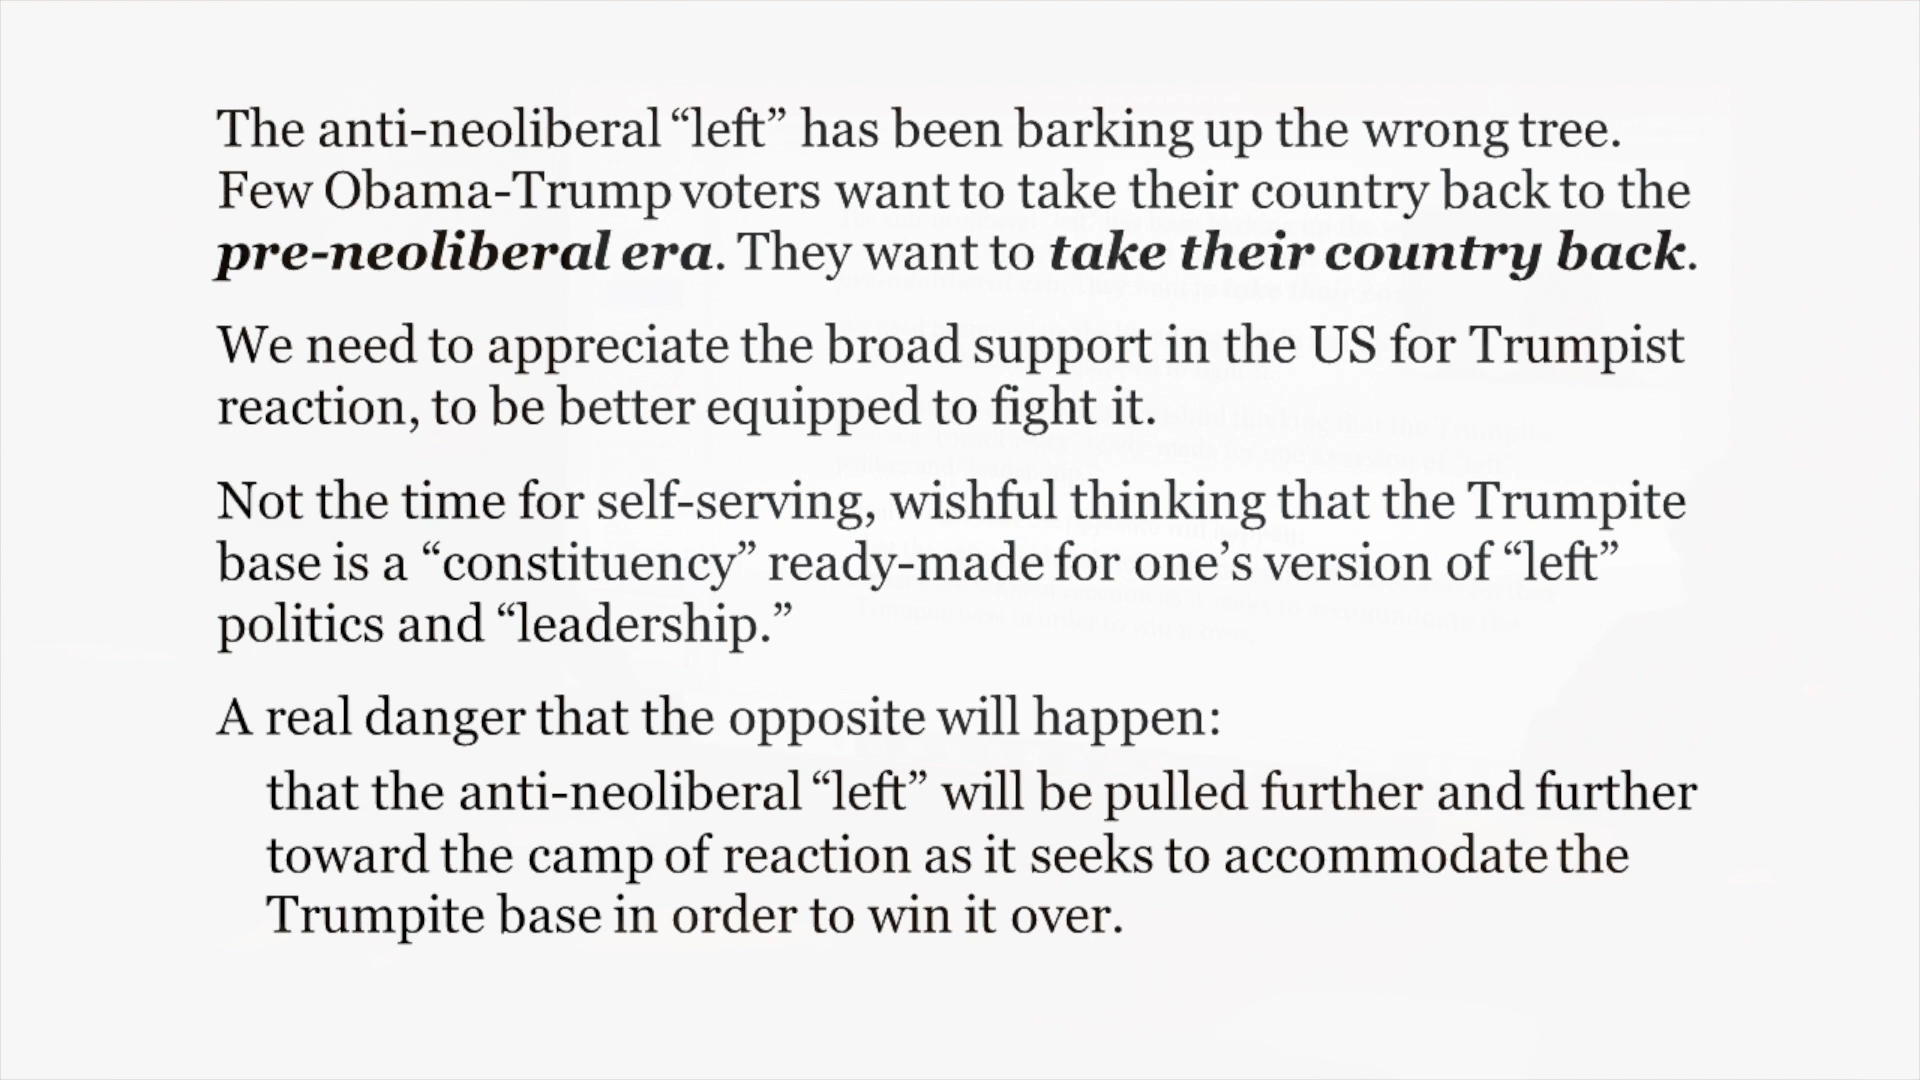 The anti-neoliberal “left” has been barking up the wrong tree.
Few Obama-Trump voters want to take their country back to the
pre-neoliberal era. They want to take their country back.
We need to appreciate the broad support in the US for Trumpist
reaction, to be better equipped to fight it.
Not the time for self-serving, wishful thinking that the Trumpite
base is a “constituency” ready-made for one’s version of “left”
politics and “leadership.”
A real danger that the opposite will happen:
that the anti-neoliberal “left” will be pulled further and further
toward the camp of reaction as it seeks to accommodate the
Trumpite base in order to win it over.